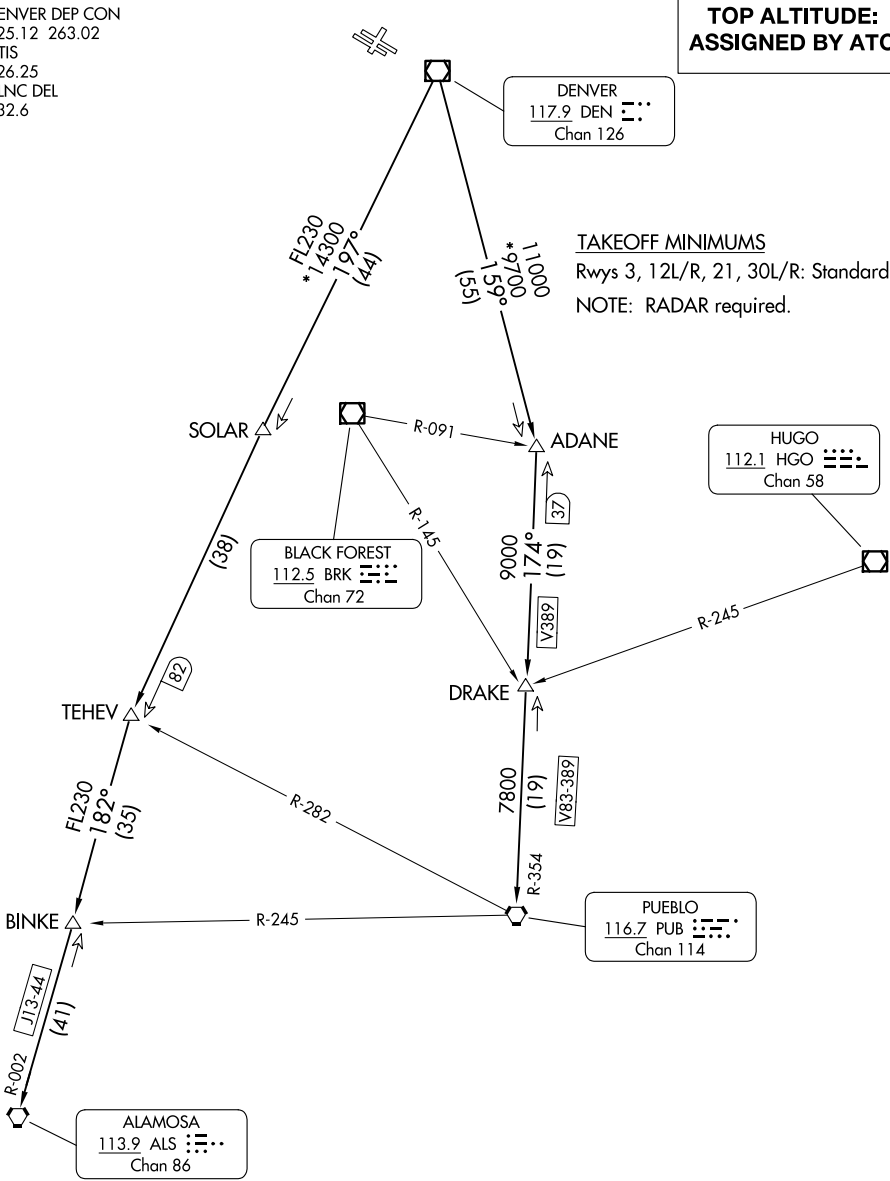 ENVER DEP CON
25.12 263.02
TIS
26.25
LNC DEL
32.6
TOP ALTITUDE:
ASSIGNED BY ATC
DENVER
117.9 DEN
Chan 126
FL230
*14300
197°
(44)
11000
*9700
159°
(55)
TAKEOFF MINIMUMS
Rwys 3, 12L/R, 21, 30L/R: Standard
NOTE: RADAR required.
SOLAR
R-091
ADANE
HUGO
112.1 HGO
Chan 58
37
R-145
(38)
BLACK FOREST
112.5 BRK
Chan 72
9000
174°
(19)
V389
R-245
82
DRAKE
TEHEV
R-282
7800
(19)
V83-389
FL230
182°
(35)
R-354
BINKE
R-245
PUEBLO
116.7 PUB
Chan 114
J13-44
(41)
R-002
ALAMOSA
113.9 ALS
Chan 86